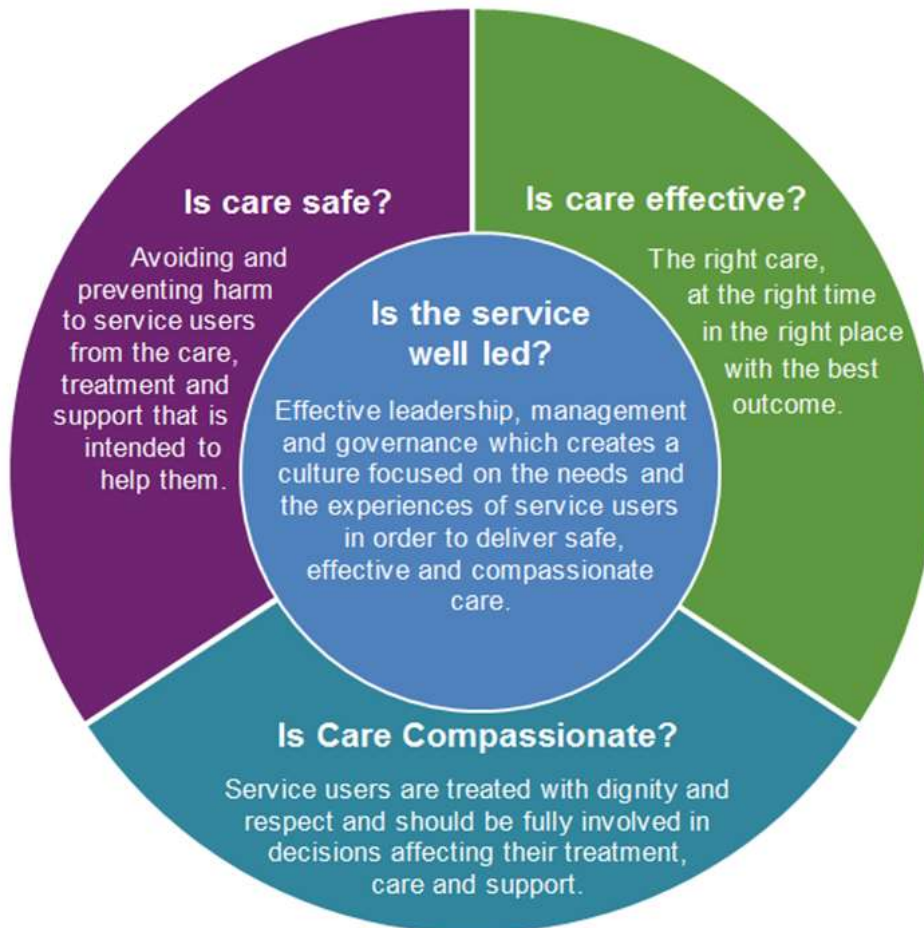 Is care safe?
Avoiding and
preventing harm
to service users
from the care,
treatment and
support that is
intended to
help them.
Is care effective?
The right care,
at the right time
in the right place
with the best
outcome.
Is the service
well led?
Effective leadership, management
and governance which creates a
culture focused on the needs and
the experiences of service users
in order to deliver safe,
effective and compassionate
care.
Is Care Compassionate?
Service users are treated with dignity and
respect and should be fully involved in
decisions affecting their treatment,
care and support.